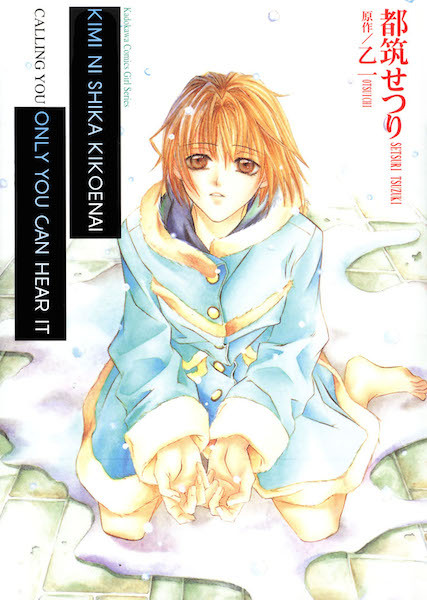 都筑せつり
SETSURI TSUZUKI
原作／乙一
OTSUICHI
Kadokawa Comics Girl Series
KIMI NI SHIKA KIKOENAI
CALLING YOU
ONLY YOU CAN HEAR IT